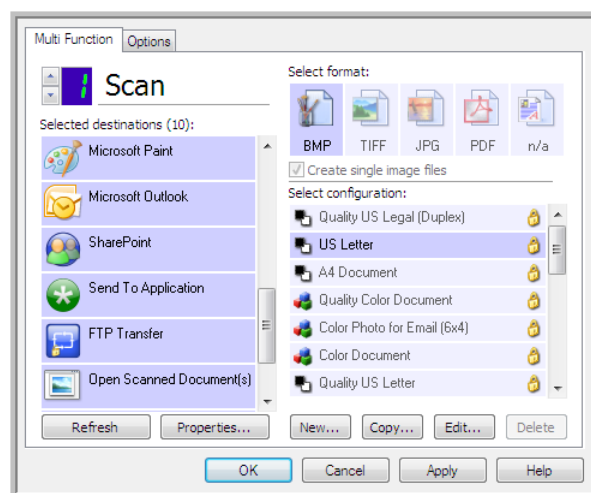 Multi Function
Options
1
Scan
Selected destinations (10):
Microsoft Paint
Microsoft Outlook
SharePoint
Send To Application
FTP Transfer
Open Scanned Document(s)
Refresh
Properties...
Select format:
BMP
TIFF
JPG
PDF
n/a
Create single image files
Select configuration:
Quality US Legal (Duplex)
US Letter
A4 Document
Quality Color Document
Color Photo for Email (6x4)
Color Document
Quality US Letter
New...
Copy...
Edit...
Delete
OK
Cancel
Apply
Help